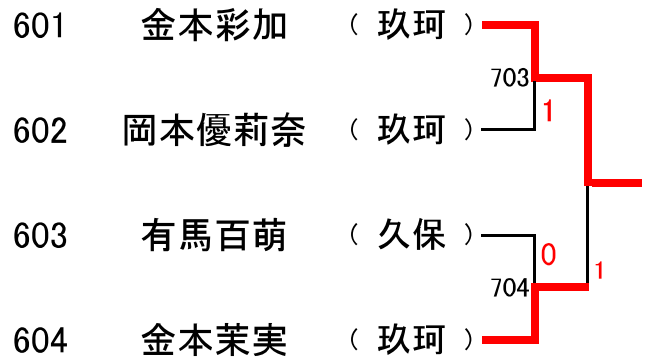 601 金本彩加 （ 玖珂 ）
703
1
602 岡本優莉奈 （ 玖珂 ）
603 有馬百萌 （ 久保 ）
0
1
704
604 金本茉実 （ 玖珂 ）